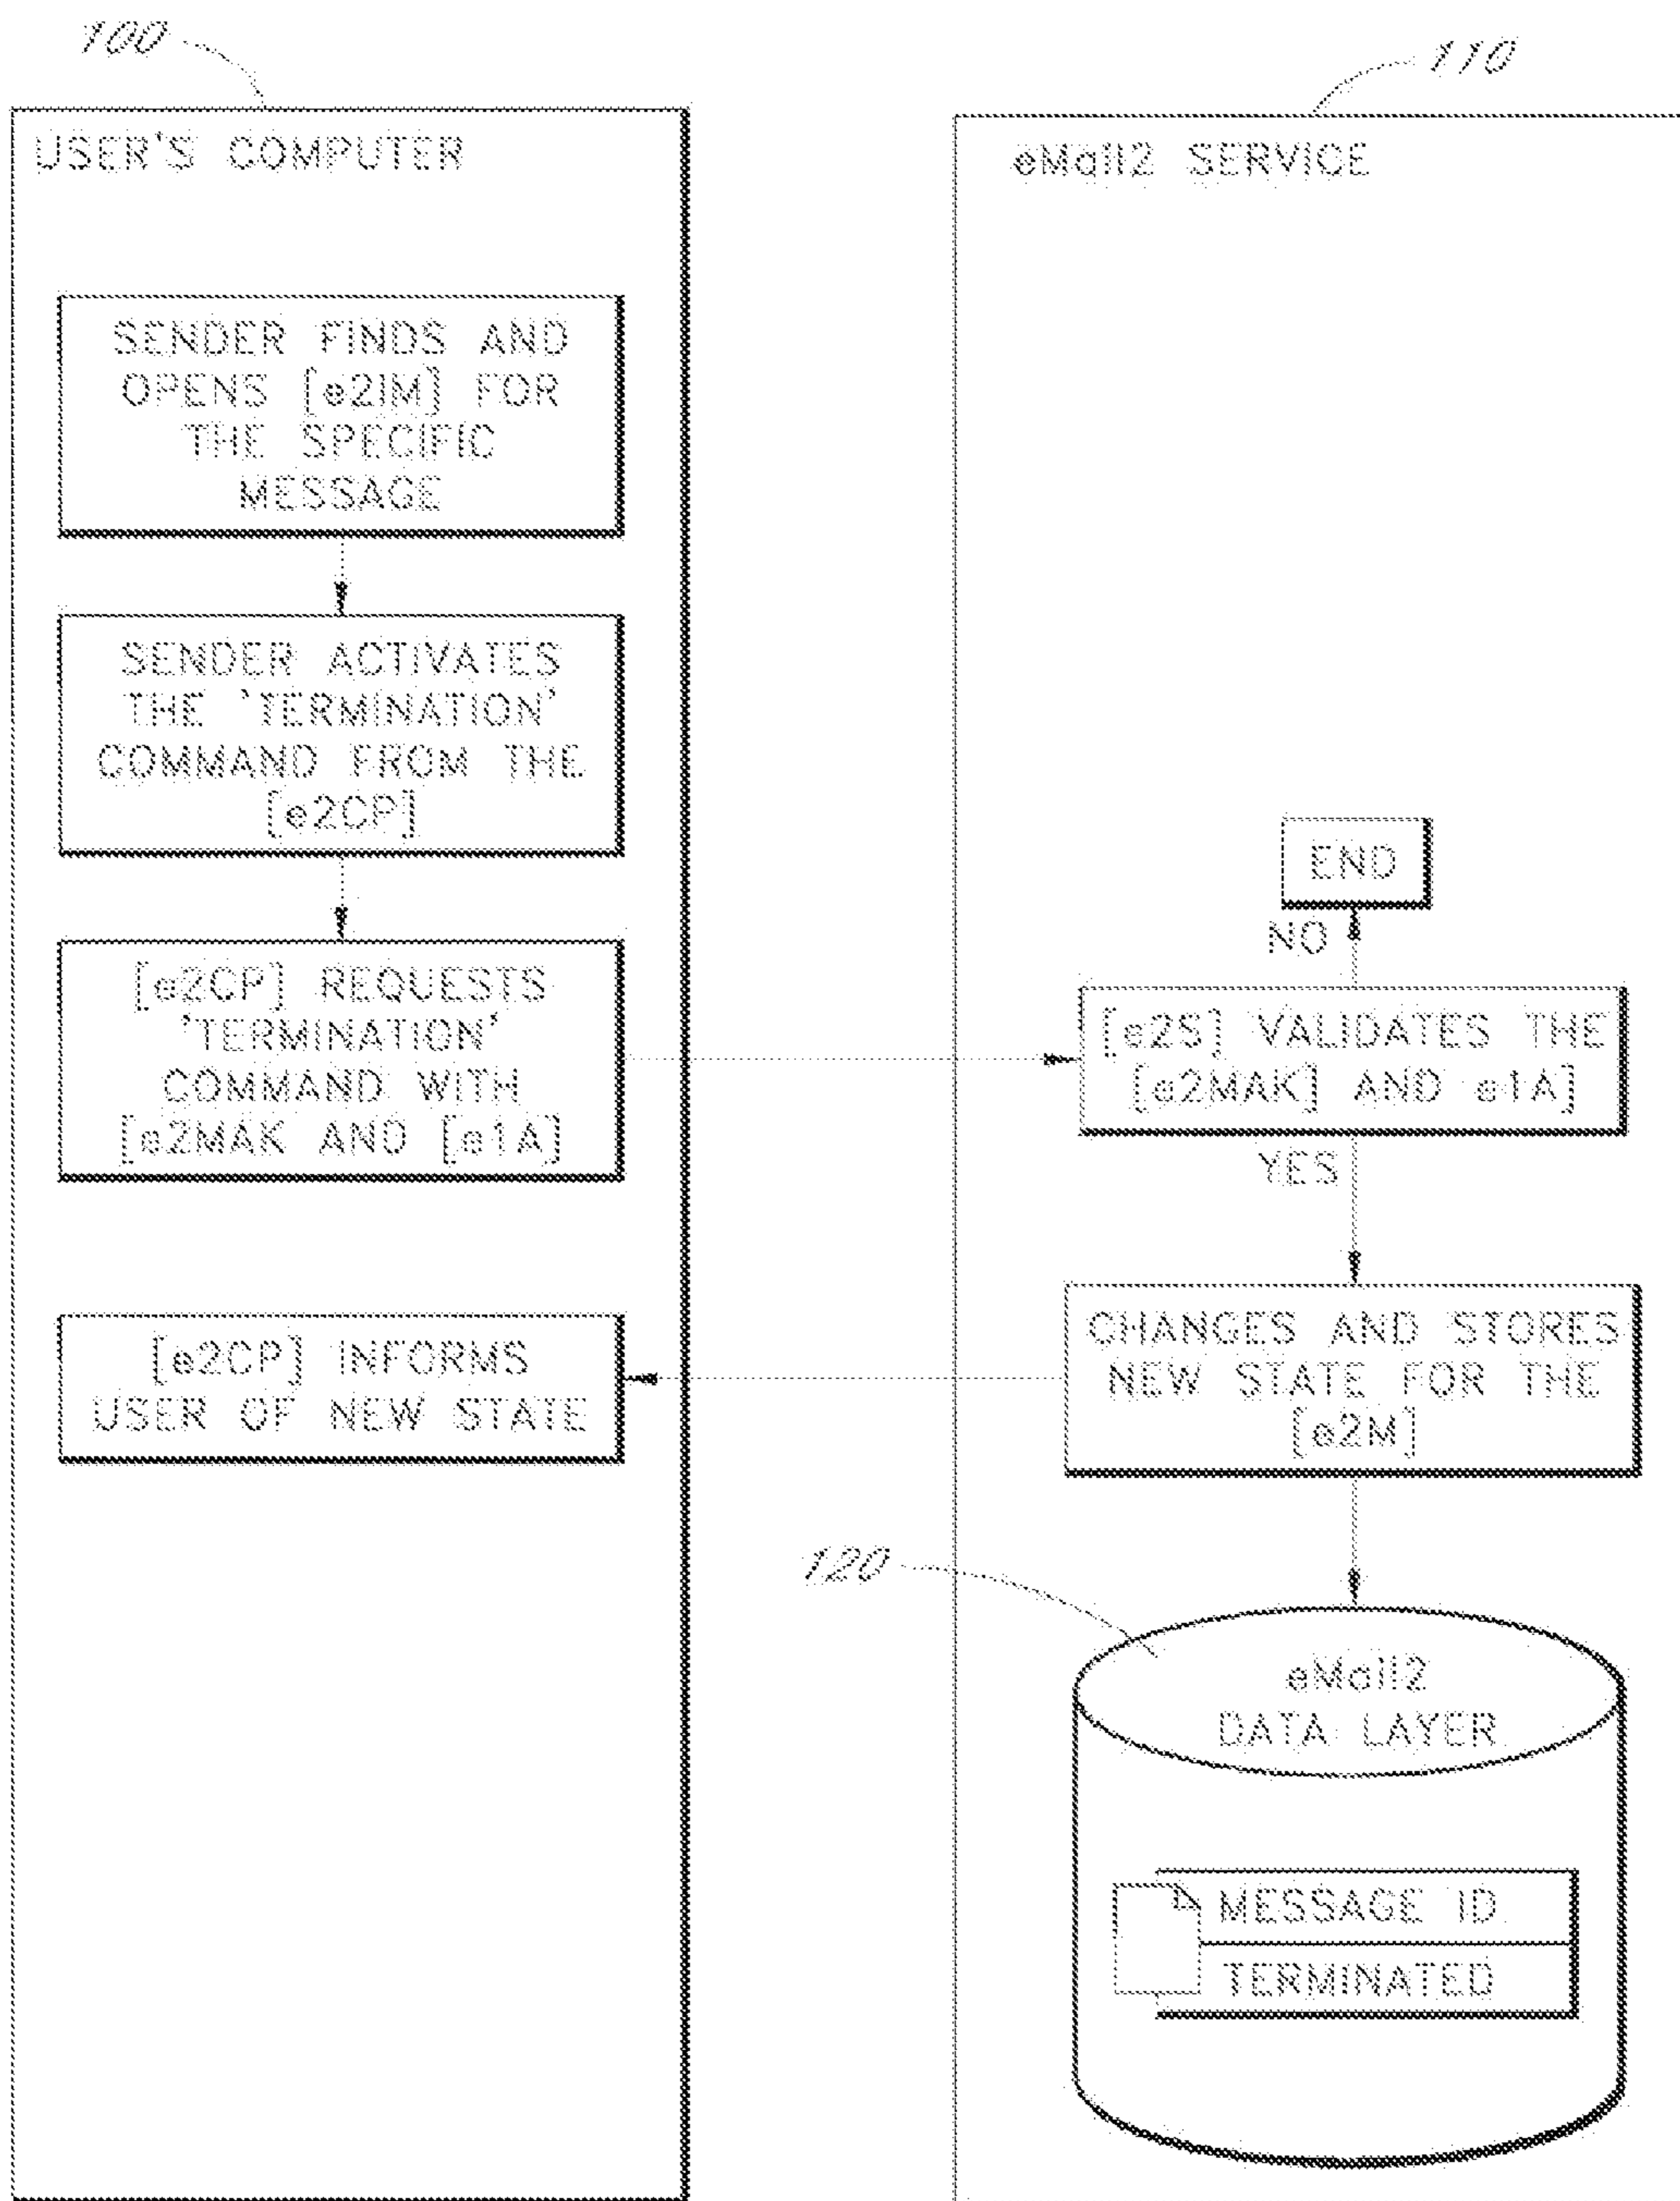 100
USER'S COMPUTER
SENDER FINDS AND
OPENS [e2IM] FOR
THE SPECIFIC
MESSAGE
SENDER ACTIVATES
THE 'TERMINATION'
COMMAND FROM THE
[e2CP]
[e2CP] REQUESTS
'TERMINATION'
COMMAND WITH
[e2MAK AND [e1A]
[e2CP] INFORMS
USER OF NEW STATE
110
eMail2 SERVICE
END
NO
[e2S] VALIDATES THE
[e2MAK] AND e1A]
YES
CHANGES AND STORES
NEW STATE FOR THE
[e2M]
120
eMail2
DATA LAYER
MESSAGE ID
TERMINATED